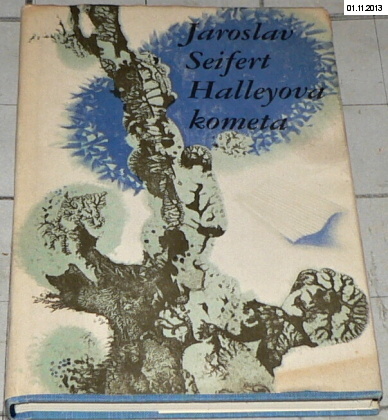 01.11.2013
Jaroslav
Seifert
Halleyova
kometa